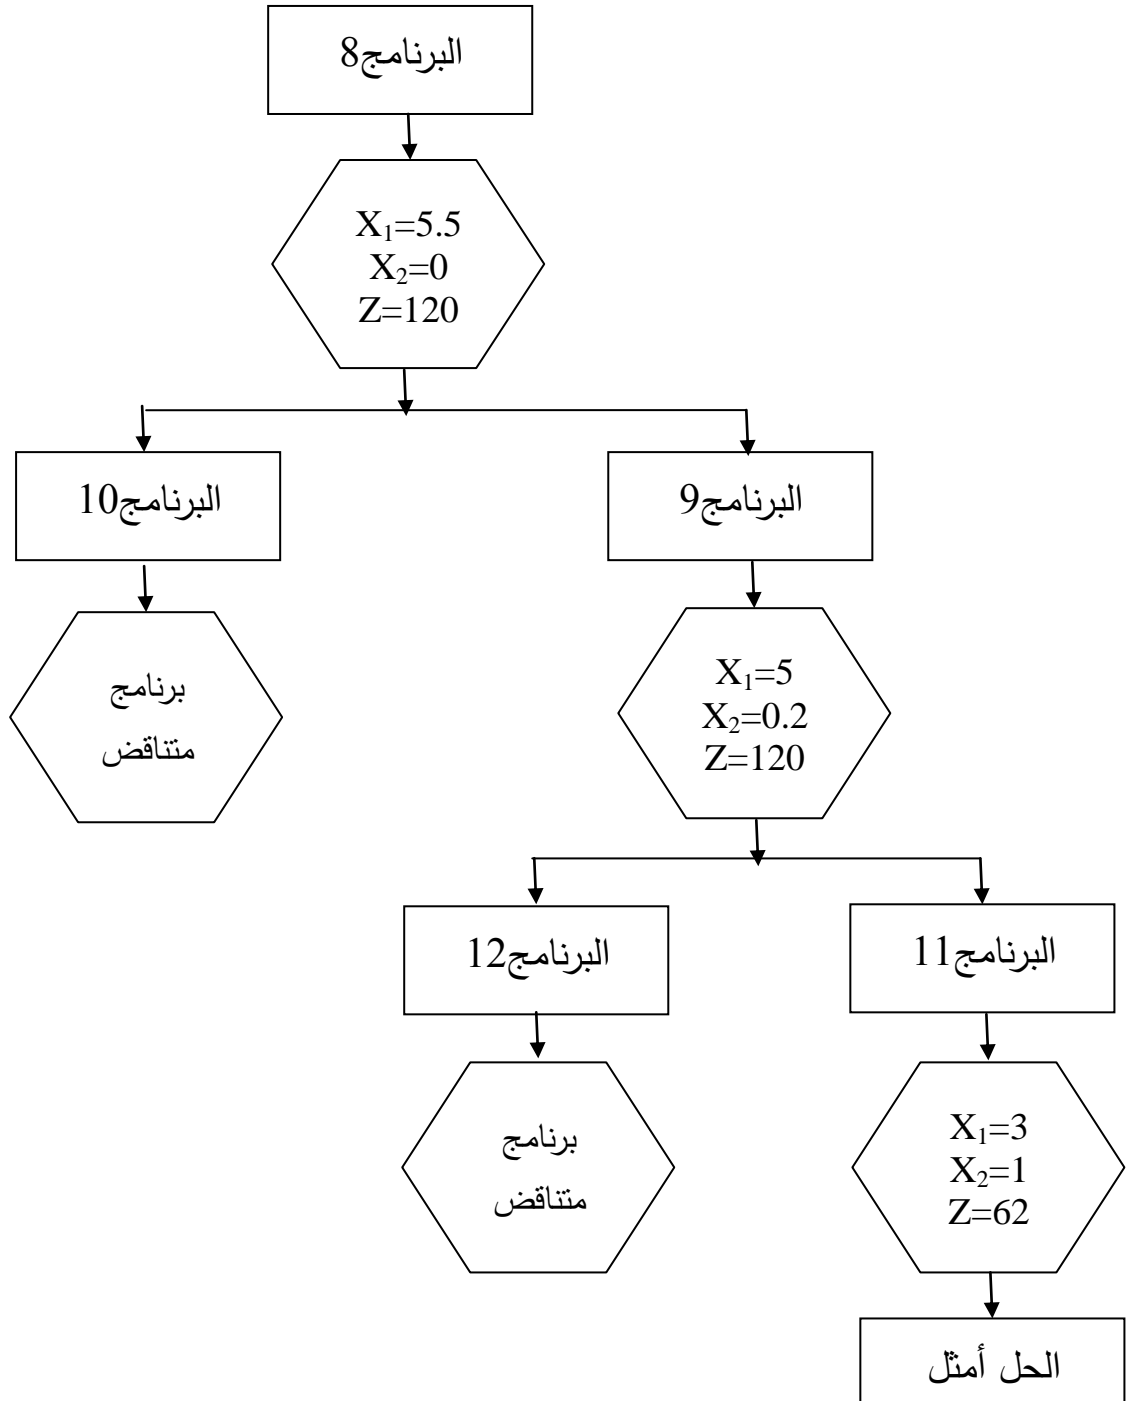 البرنامج8
X₁=5.5
X₂=0
Z=120
البرنامج10
البرنامج9
برنامج
متناقض
X₁=5
X₂=0.2
Z=120
البرنامج12
البرنامج11
برنامج
متناقض
X₁=3
X₂=1
Z=62
الحل أمثل